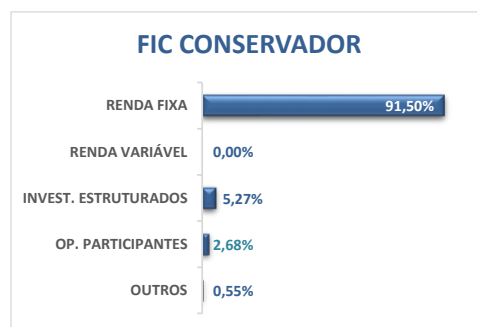 FIC CONSERVADOR
RENDA FIXA 91,50%
RENDA VARIÁVEL 0,00%
INVEST. ESTRUTURADOS 5,27%
OP. PARTICIPANTES 2,68%
OUTROS 0,55%